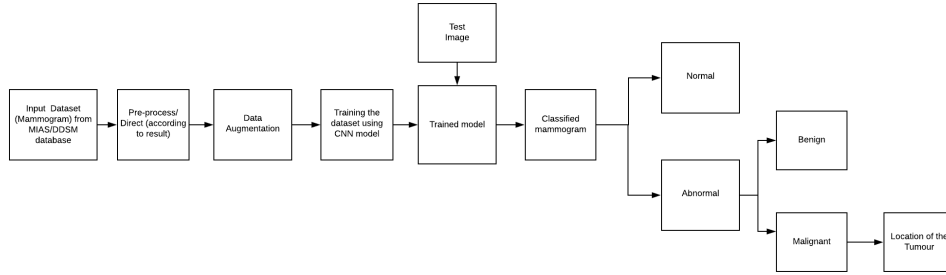 Test
Image
Input Dataset
(Mammogram) from
MIAS/DDSM
database
Pre-process/
Direct (according
to result)
Data
Augmentation
Training the
dataset using
CNN model
Trained model
Classified
mammogram
Normal
Abnormal
Benign
Malignant
Location of the
Tumour